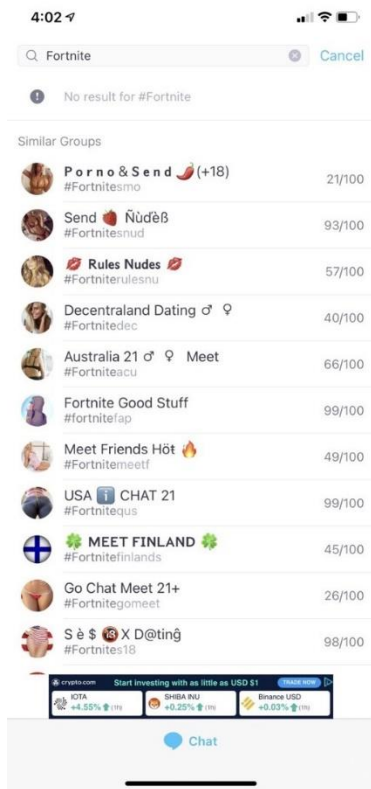 4:02
Fortnite
Cancel
No result for #Fortnite
Similar Groups
P o r n o & S e n d 🌶️(+18)
#Fortnitesmo
21/100
Send 🍓 Ñùďèß
#Fortnitesnud
93/100
💋 Rules Nudes 💋
#Fortniterulesnu
57/100
Decentraland Dating ♂ ♀
#Fortnitedec
40/100
Australia 21 ♂ ♀ Meet
#Fortniteacu
66/100
Fortnite Good Stuff
#fortnitefap
99/100
Meet Friends Höt 🔥
#Fortnitemeetf
49/100
USA ℹ️ CHAT 21
#Fortnitequs
99/100
🍀 MEET FINLAND 🍀
#Fortnitefinlands
45/100
Go Chat Meet 21+
#Fortnitegomeet
26/100
S è $ 🔞 X D@tinĝ
#Fortnites18
98/100
crypto.com Start investing with as little as USD $1 TRADE NOW
IOTA
+4.55% (1h)
SHIBA INU
+0.25% (1h)
Binance USD
+0.03% (1h)
Chat